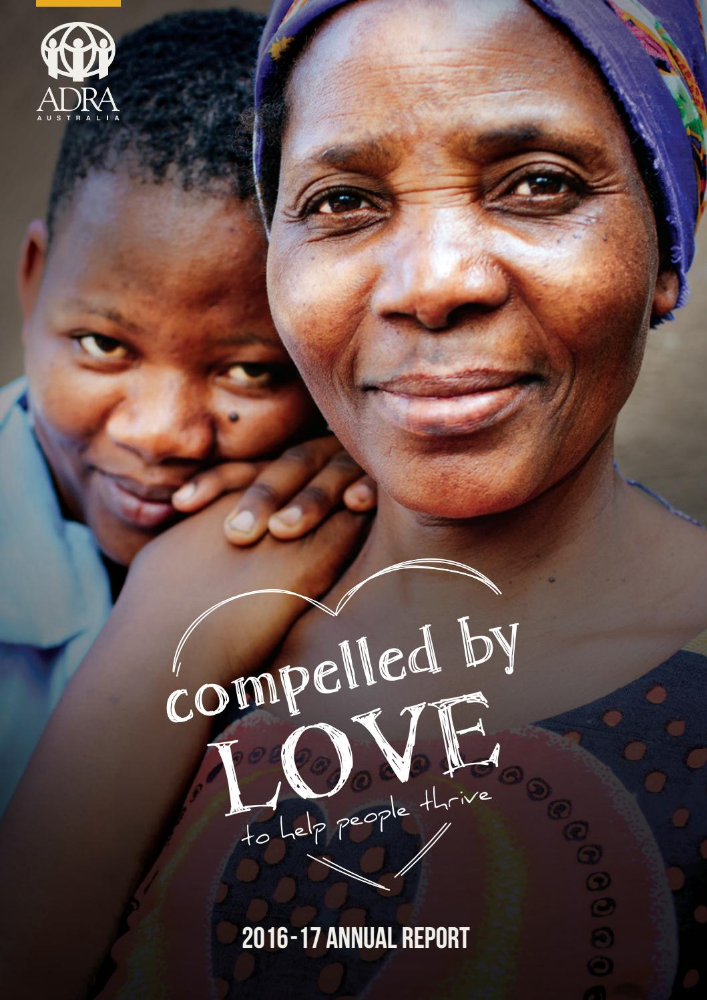 ADRA
AUSTRALIA
compelled by
LOVE
to help people thrive
2016-17 ANNUAL REPORT